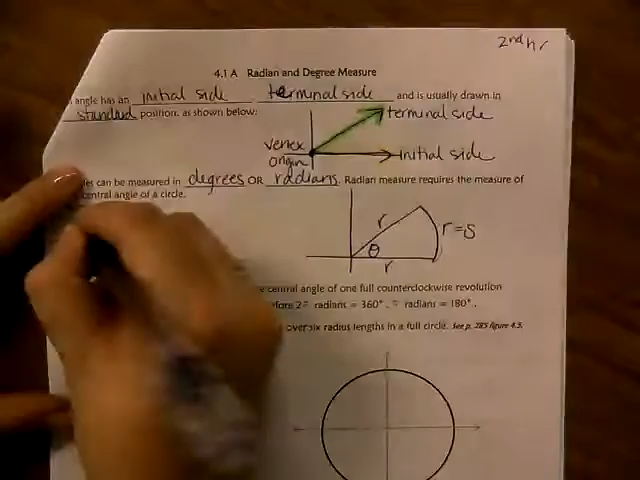 2nd hr
4.1 A Radian and Degree Measure
angle has an initial side terminal side and is usually drawn in
standard position, as shown below:
terminal side
vertex
origin
initial side
can be measured in degrees OR radians. Radian measure requires the measure of
central angle of a circle.
r
r=s
θ
r
central angle of one full counterclockwise revolution
2π radians = 360°, π radians = 180°.
over six radius lengths in a full circle. See p. 285 figure 4.5.